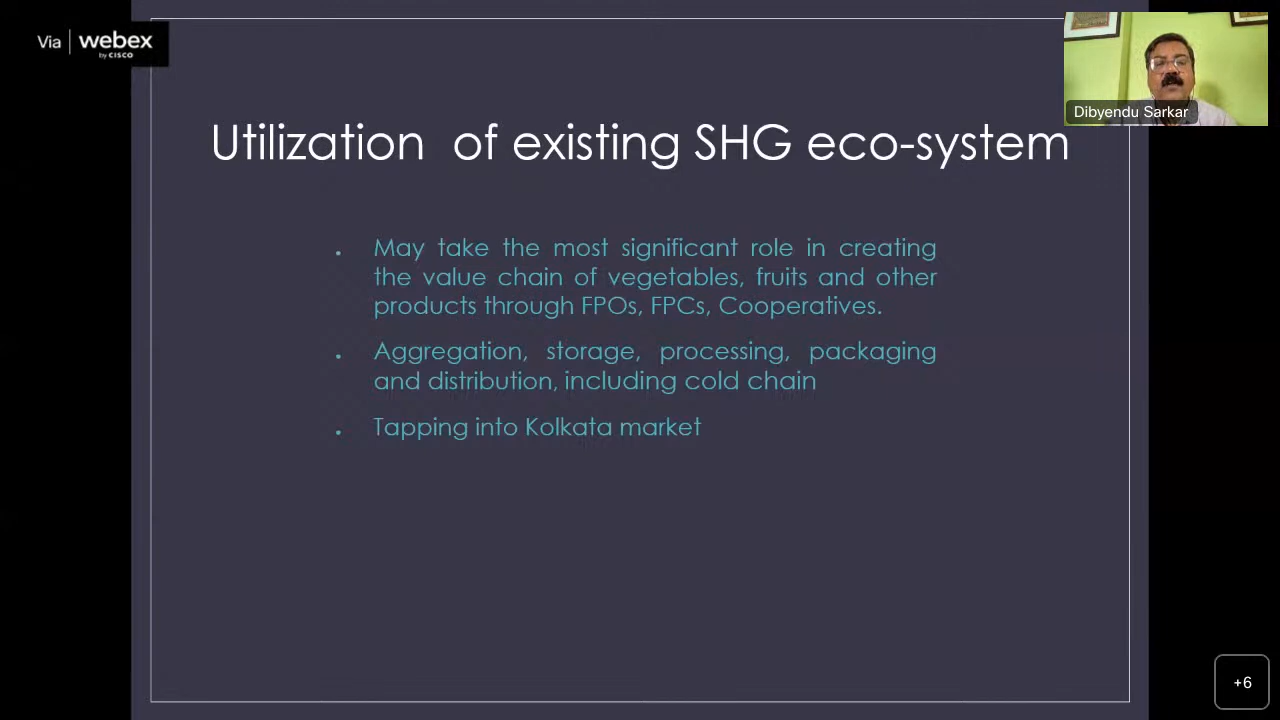 Via webex
by CISCO
Dibyendu Sarkar
Utilization of existing SHG eco-system
. May take the most significant role in creating
the value chain of vegetables, fruits and other
products through FPOs, FPCs, Cooperatives.
. Aggregation, storage, processing, packaging
and distribution, including cold chain
. Tapping into Kolkata market
+6